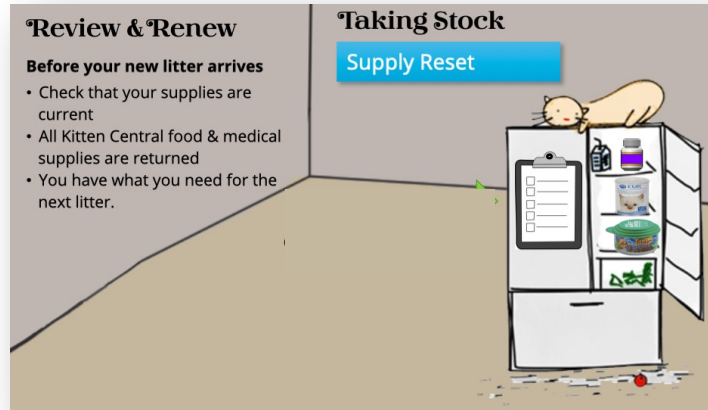 Review & Renew
Before your new litter arrives
• Check that your supplies are
current
• All Kitten Central food & medical
supplies are returned
• You have what you need for the
next litter.
Taking Stock
Supply Reset